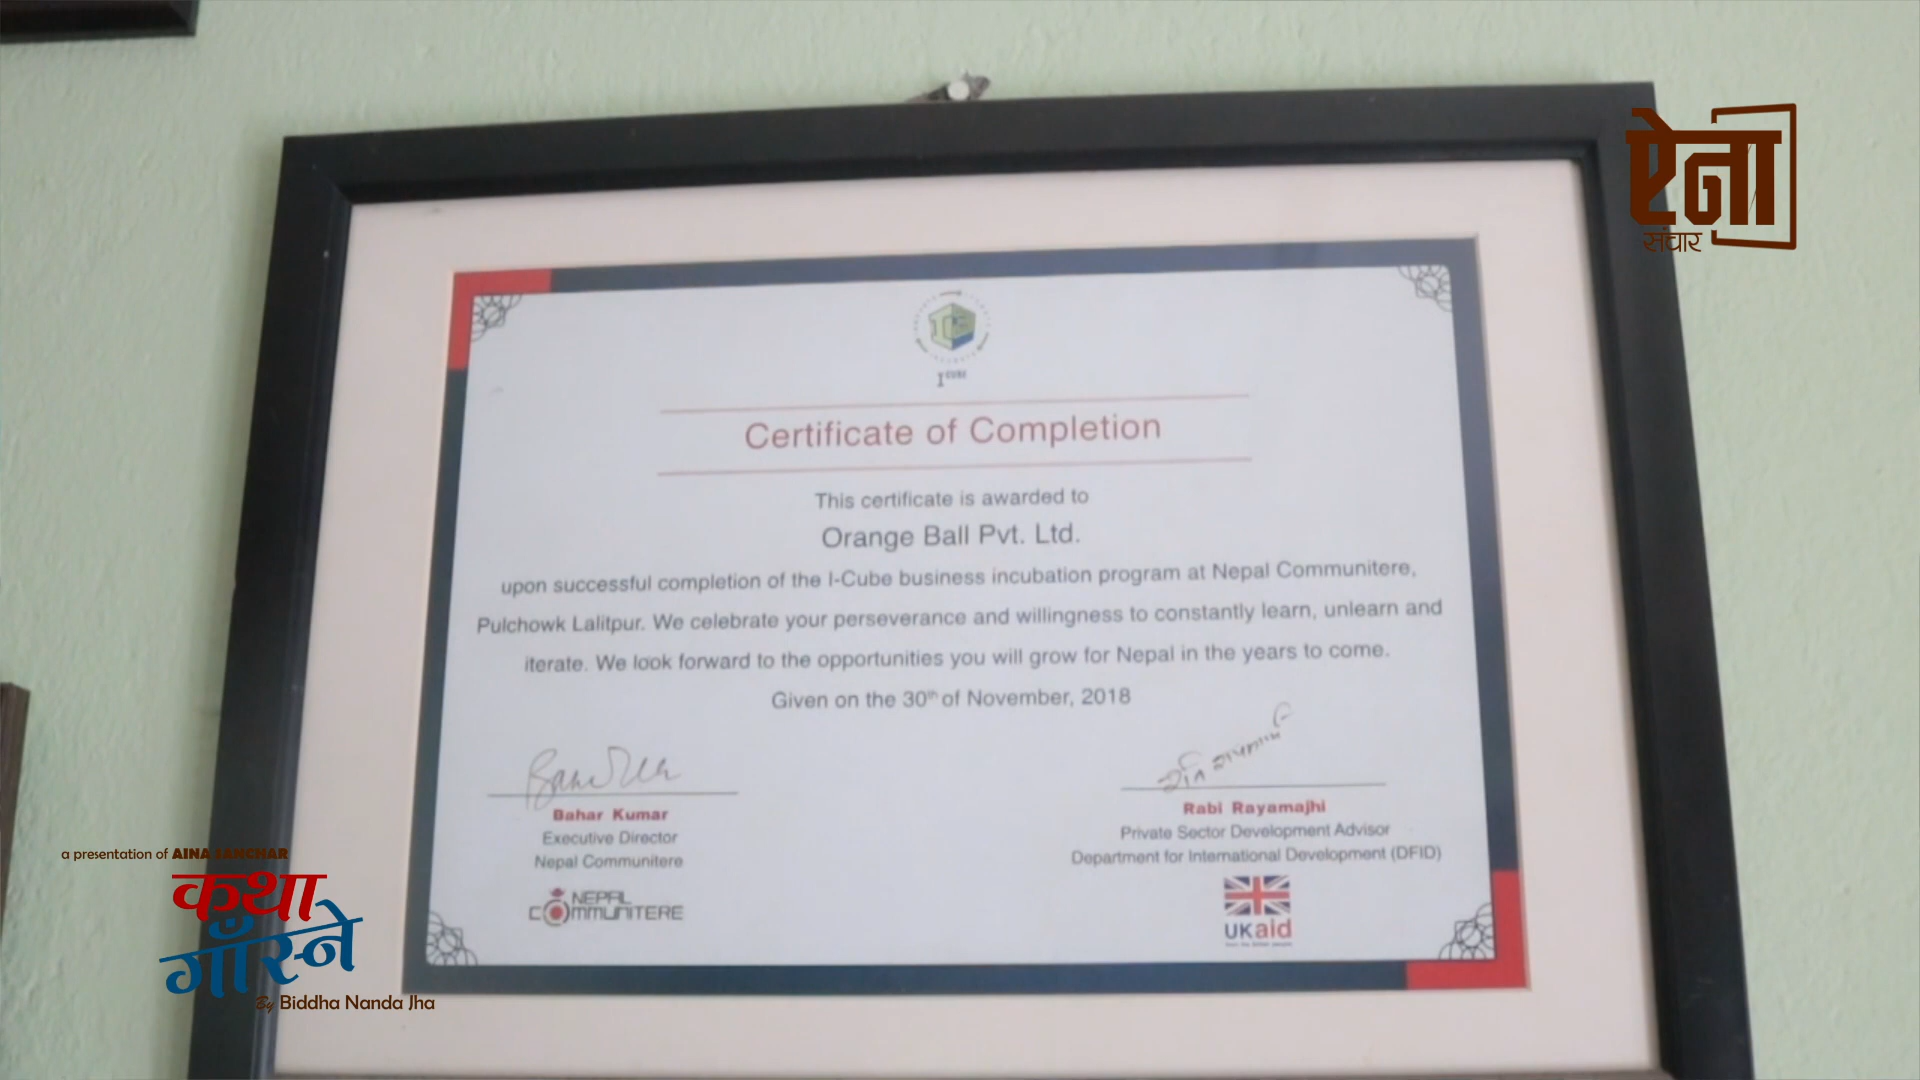 ऐना
संचार
I CUBE
Certificate of Completion
This certificate is awarded to
Orange Ball Pvt. Ltd.
upon successful completion of the I-Cube business incubation program at Nepal Communitere,
Pulchowk Lalitpur. We celebrate your perseverance and willingness to constantly learn, unlearn and
iterate. We look forward to the opportunities you will grow for Nepal in the years to come.
Given on the 30th of November, 2018
Bahar Kumar
Executive Director
Nepal Communitere
NEPAL
COMMUNITERE
Rabi Rayamajhi
Private Sector Development Advisor
Department for International Development (DFID)
UKaid
a presentation of AINA SANCHAR
कथा
गाँस्ने
By Biddha Nanda Jha